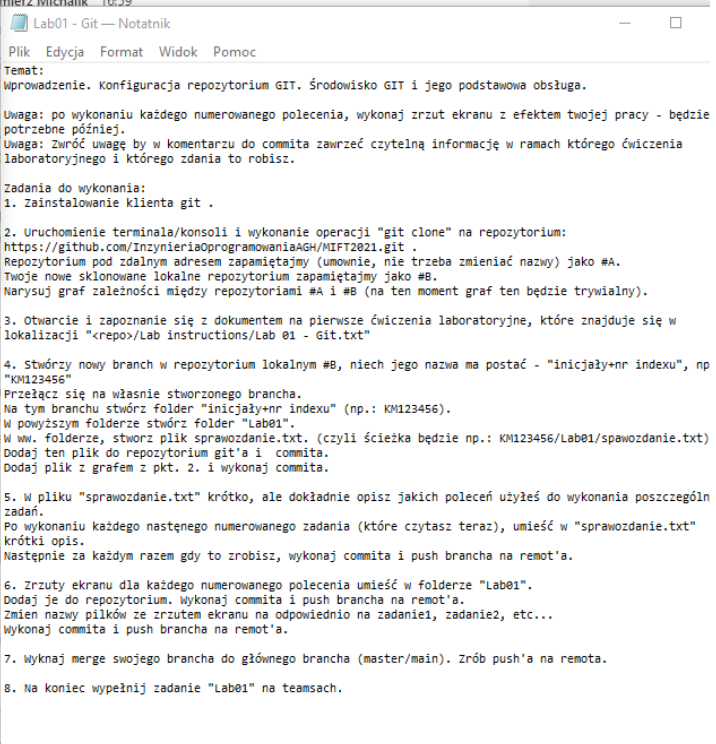 Michalik 16:59
Lab01 - Git — Notatnik
Plik Edycja Format Widok Pomoc
Temat:
Wprowadzenie. Konfiguracja repozytorium GIT. Środowisko GIT i jego podstawowa obsługa.
Uwaga: po wykonaniu każdego numerowanego polecenia, wykonaj zrzut ekranu z efektem twojej pracy - będzie
potrzebne później.
Uwaga: Zwróć uwagę by w komentarzu do commita zawrzeć czytelną informację w ramach którego ćwiczenia
laboratoryjnego i którego zdania to robisz.
Zadania do wykonania:
1. Zainstalowanie klienta git .
2. Uruchomienie terminala/konsoli i wykonanie operacji "git clone" na repozytorium:
https://github.com/InzynieriaOprogramowaniaAGH/MIFT2021.git .
Repozytorium pod zdalnym adresem zapamiętajmy (umownie, nie trzeba zmieniać nazwy) jako #A.
Twoje nowe sklonowane lokalne repozytorium zapamiętajmy jako #B.
Narysuj graf zależności między repozytoriami #A i #B (na ten moment graf ten będzie trywialny).
3. Otwarcie i zapoznanie się z dokumentem na pierwsze ćwiczenia laboratoryjne, które znajduje się w
lokalizacji "<repo>/Lab instructions/Lab 01 - Git.txt"
4. Stwórzy nowy branch w repozytorium lokalnym #B, niech jego nazwa ma postać - "inicjały+nr indexu", np
"KM123456"
Przełącz się na własnie stworzonego brancha.
Na tym branchu stwórz folder "inicjały+nr indexu" (np.: KM123456).
W powyższym folderze stwórz folder "Lab01".
W ww. folderze, stworz plik sprawozdanie.txt. (czyli ścieżka będzie np.: KM123456/Lab01/spawozdanie.txt)
Dodaj ten plik do repozytorium git'a i  commita.
Dodaj plik z grafem z pkt. 2. i wykonaj commita.
5. W pliku "sprawozdanie.txt" krótko, ale dokładnie opisz jakich poleceń użyłeś do wykonania poszczególn
zadań.
Po wykonaniu każdego nastęnego numerowanego zadania (które czytasz teraz), umieść w "sprawozdanie.txt"
krótki opis.
Następnie za każdym razem gdy to zrobisz, wykonaj commita i push brancha na remot'a.
6. Zrzuty ekranu dla każdego numerowanego polecenia umieść w folderze "Lab01".
Dodaj je do repozytorium. Wykonaj commita i push brancha na remot'a.
Zmien nazwy pilków ze zrzutem ekranu na odpowiednio na zadanie1, zadanie2, etc...
Wykonaj commita i push brancha na remot'a.
7. Wyknaj merge swojego brancha do głównego brancha (master/main). Zrób push'a na remota.
8. Na koniec wypełnij zadanie "Lab01" na teamsach.